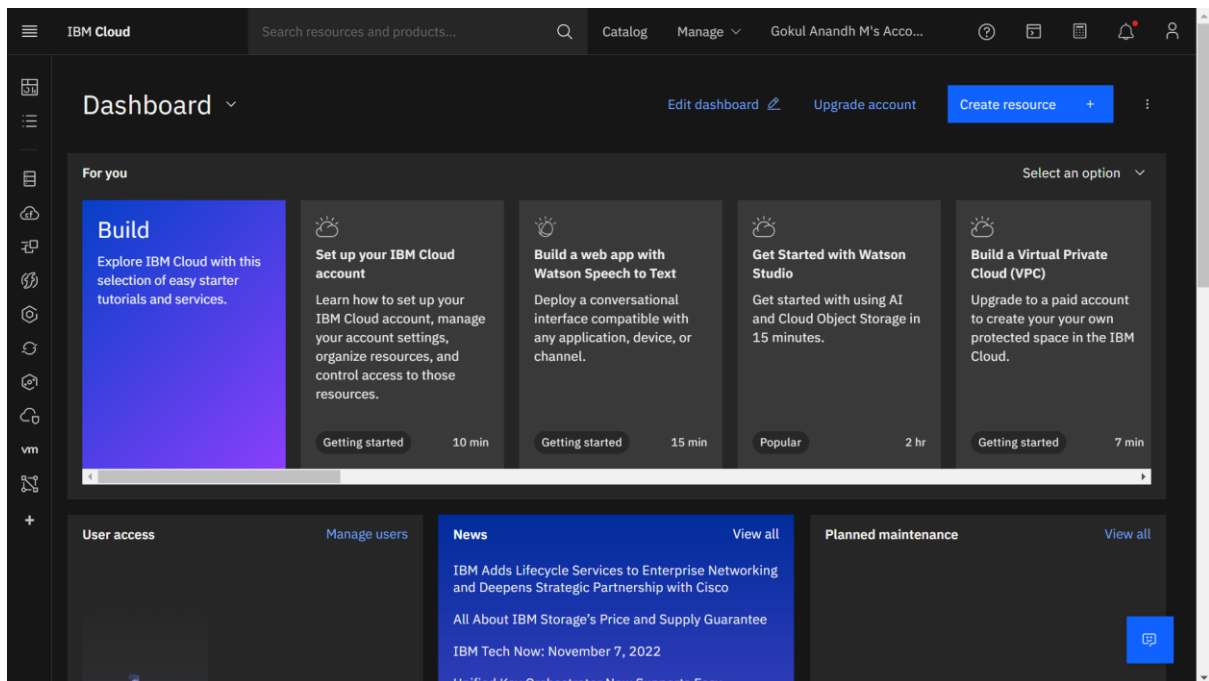 IBM Cloud
Search resources and products...
Catalog
Manage
Gokul Anandh M's Acco...
Dashboard
Edit dashboard
Upgrade account
Create resource +
For you
Select an option
Build
Explore IBM Cloud with this
selection of easy starter
tutorials and services.
Set up your IBM Cloud
account
Learn how to set up your
IBM Cloud account, manage
your account settings,
organize resources, and
control access to those
resources.
Getting started
10 min
Build a web app with
Watson Speech to Text
Deploy a conversational
interface compatible with
any application, device, or
channel.
Getting started
15 min
Get Started with Watson
Studio
Get started with using AI
and Cloud Object Storage in
15 minutes.
Popular
2 hr
Build a Virtual Private
Cloud (VPC)
Upgrade to a paid account
to create your your own
protected space in the IBM
Cloud.
Getting started
7 min
vm
User access
Manage users
News
View all
IBM Adds Lifecycle Services to Enterprise Networking
and Deepens Strategic Partnership with Cisco
All About IBM Storage's Price and Supply Guarantee
IBM Tech Now: November 7, 2022
Planned maintenance
View all